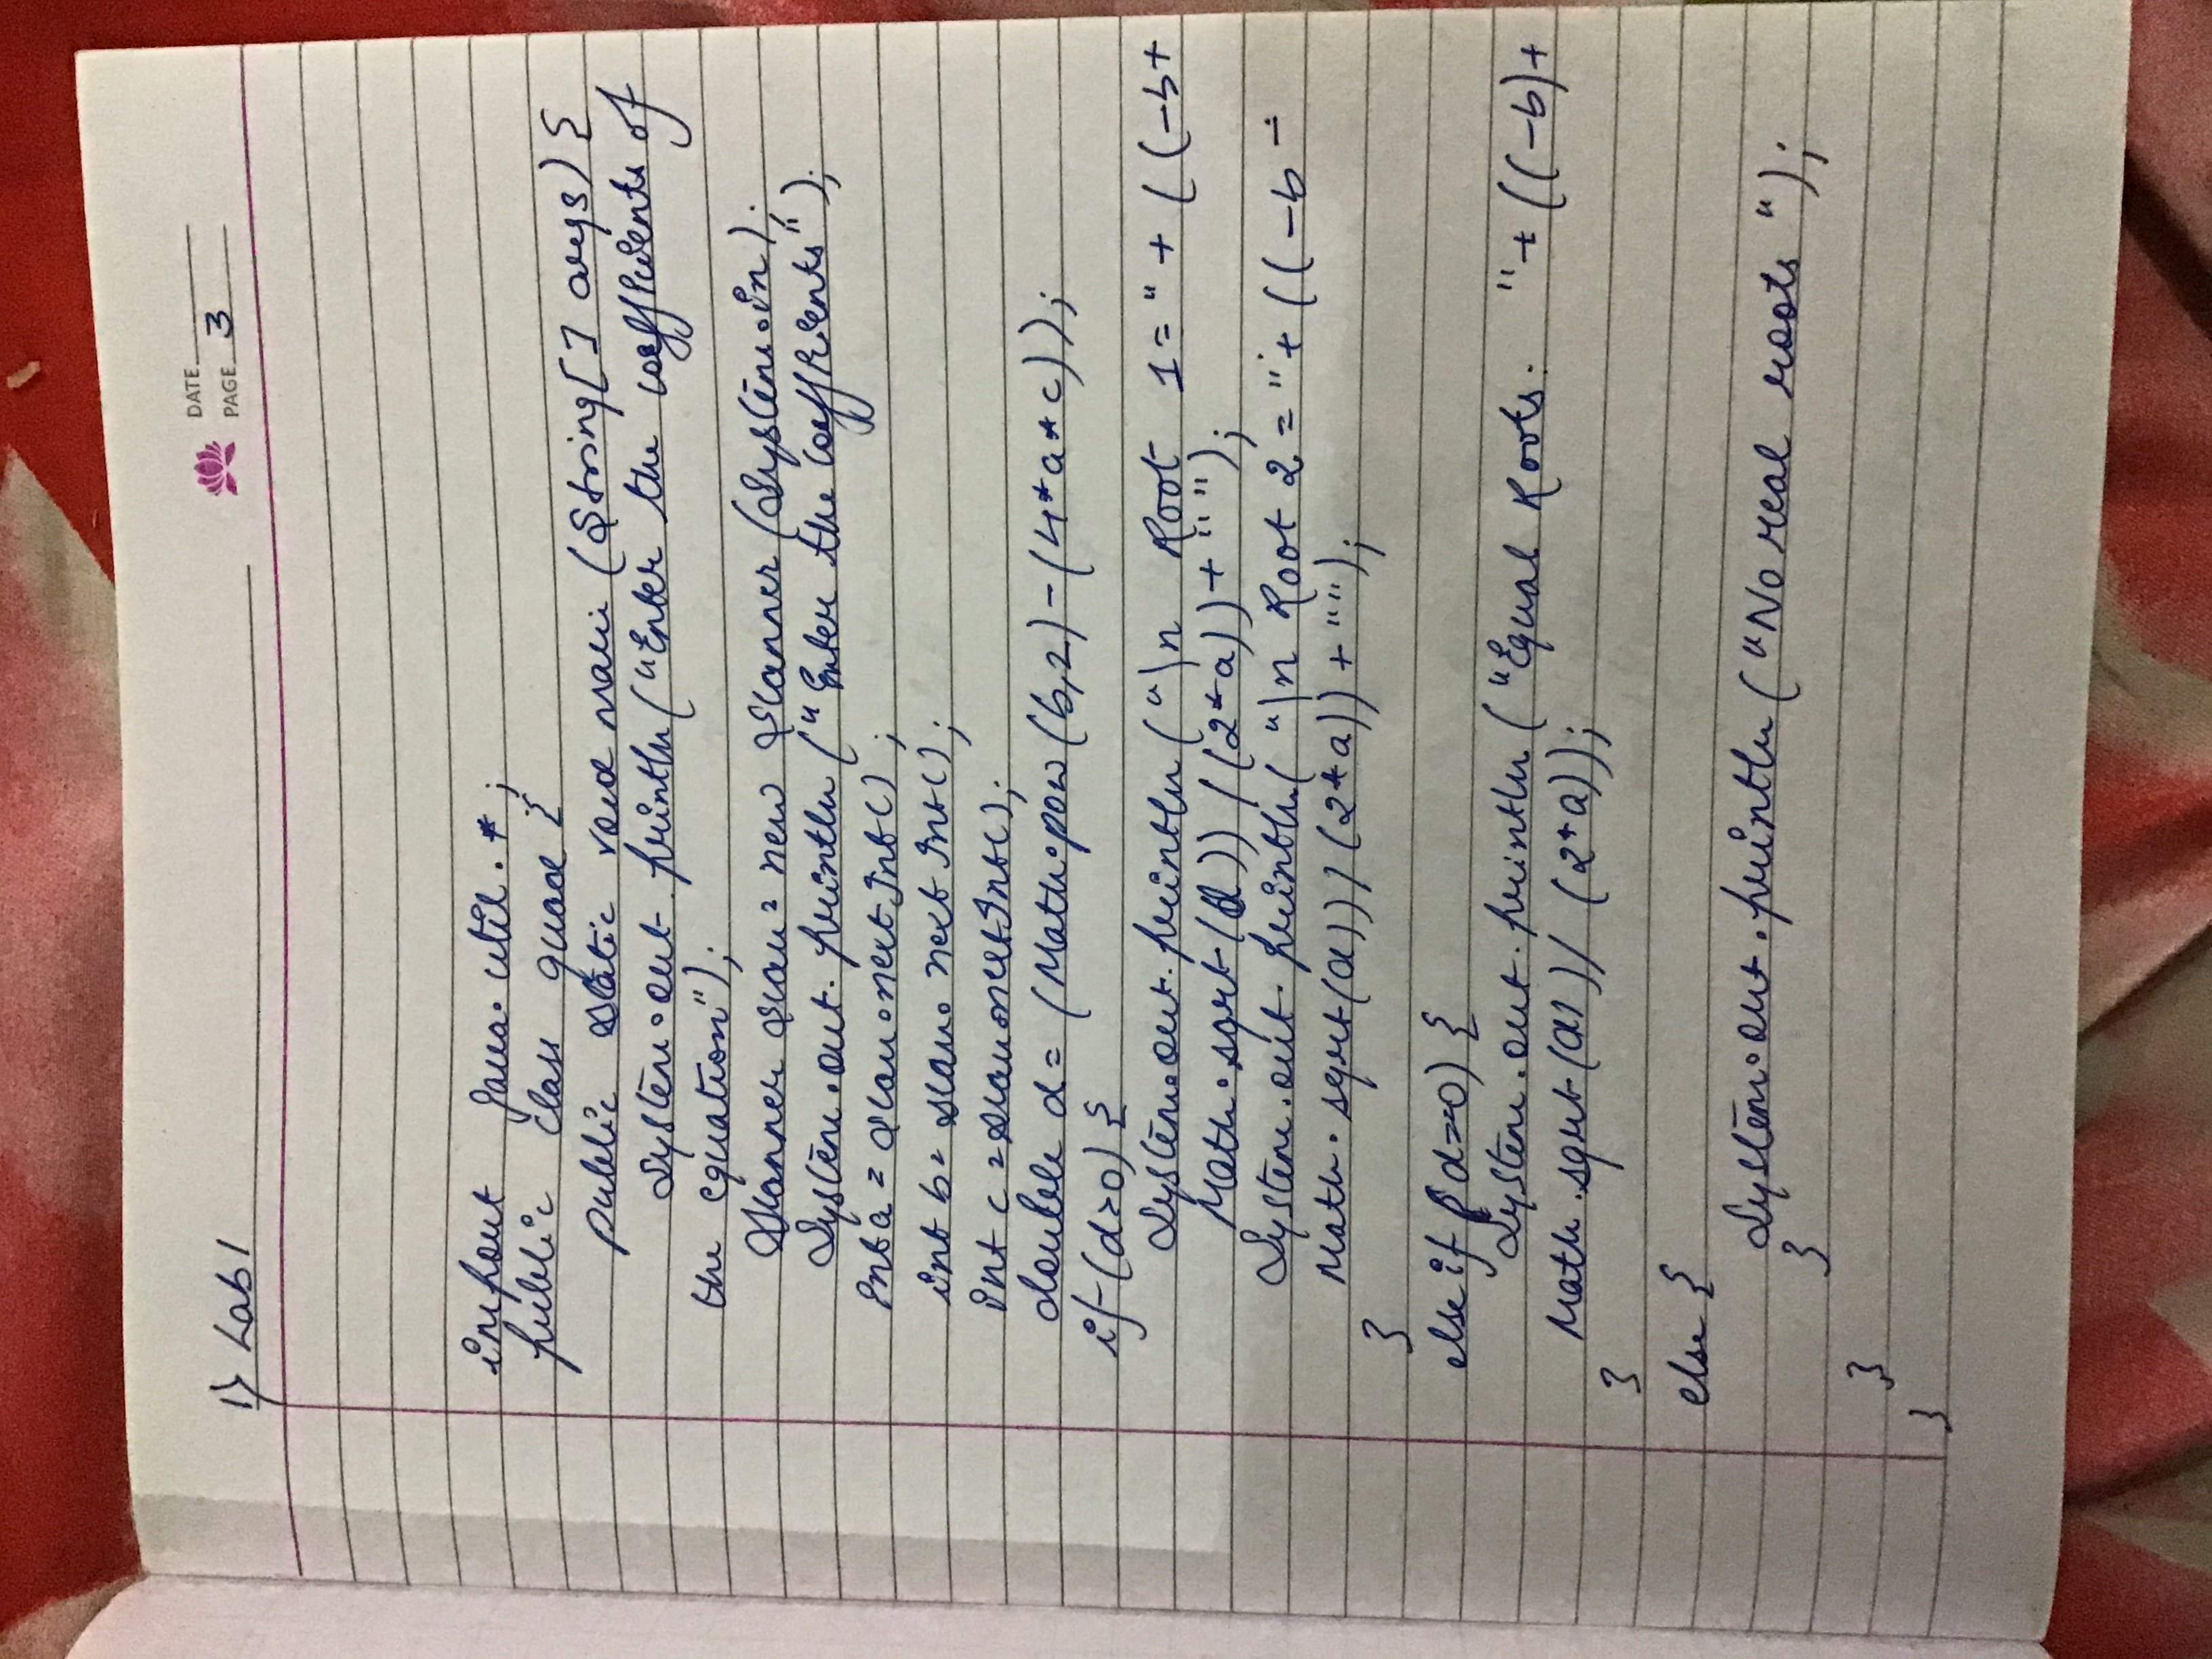 1) Lab 1
DATE
PAGE 3
import java.util.*;
public class quad {
public static void main (String[] args) {
System.out.println("Enter the coefficients of
the equation");
Scanner scan = new Scanner (System.in);
System.out.println ("Enter the coefficients");
int a = scan.nextInt();
int b = scan.nextInt();
int c = scan.nextInt();
double d = (Math.pow(b,2)-(4*a*c));
if (d>0) {
System.out.println("\n Root 1=" + ((-b+
Math.sqrt(d))/(2*a))+" ");
System.out.println("\n Root 2 = "+ ((-b -
Math.sqrt(d))/(2*a))+"");
}
else if (d==0) {
System.out.println ("Equal Roots: "+((-b)+
Math.sqrt(d))/(2*a));
}
else {
System.out.println("No real roots");
}
}
}